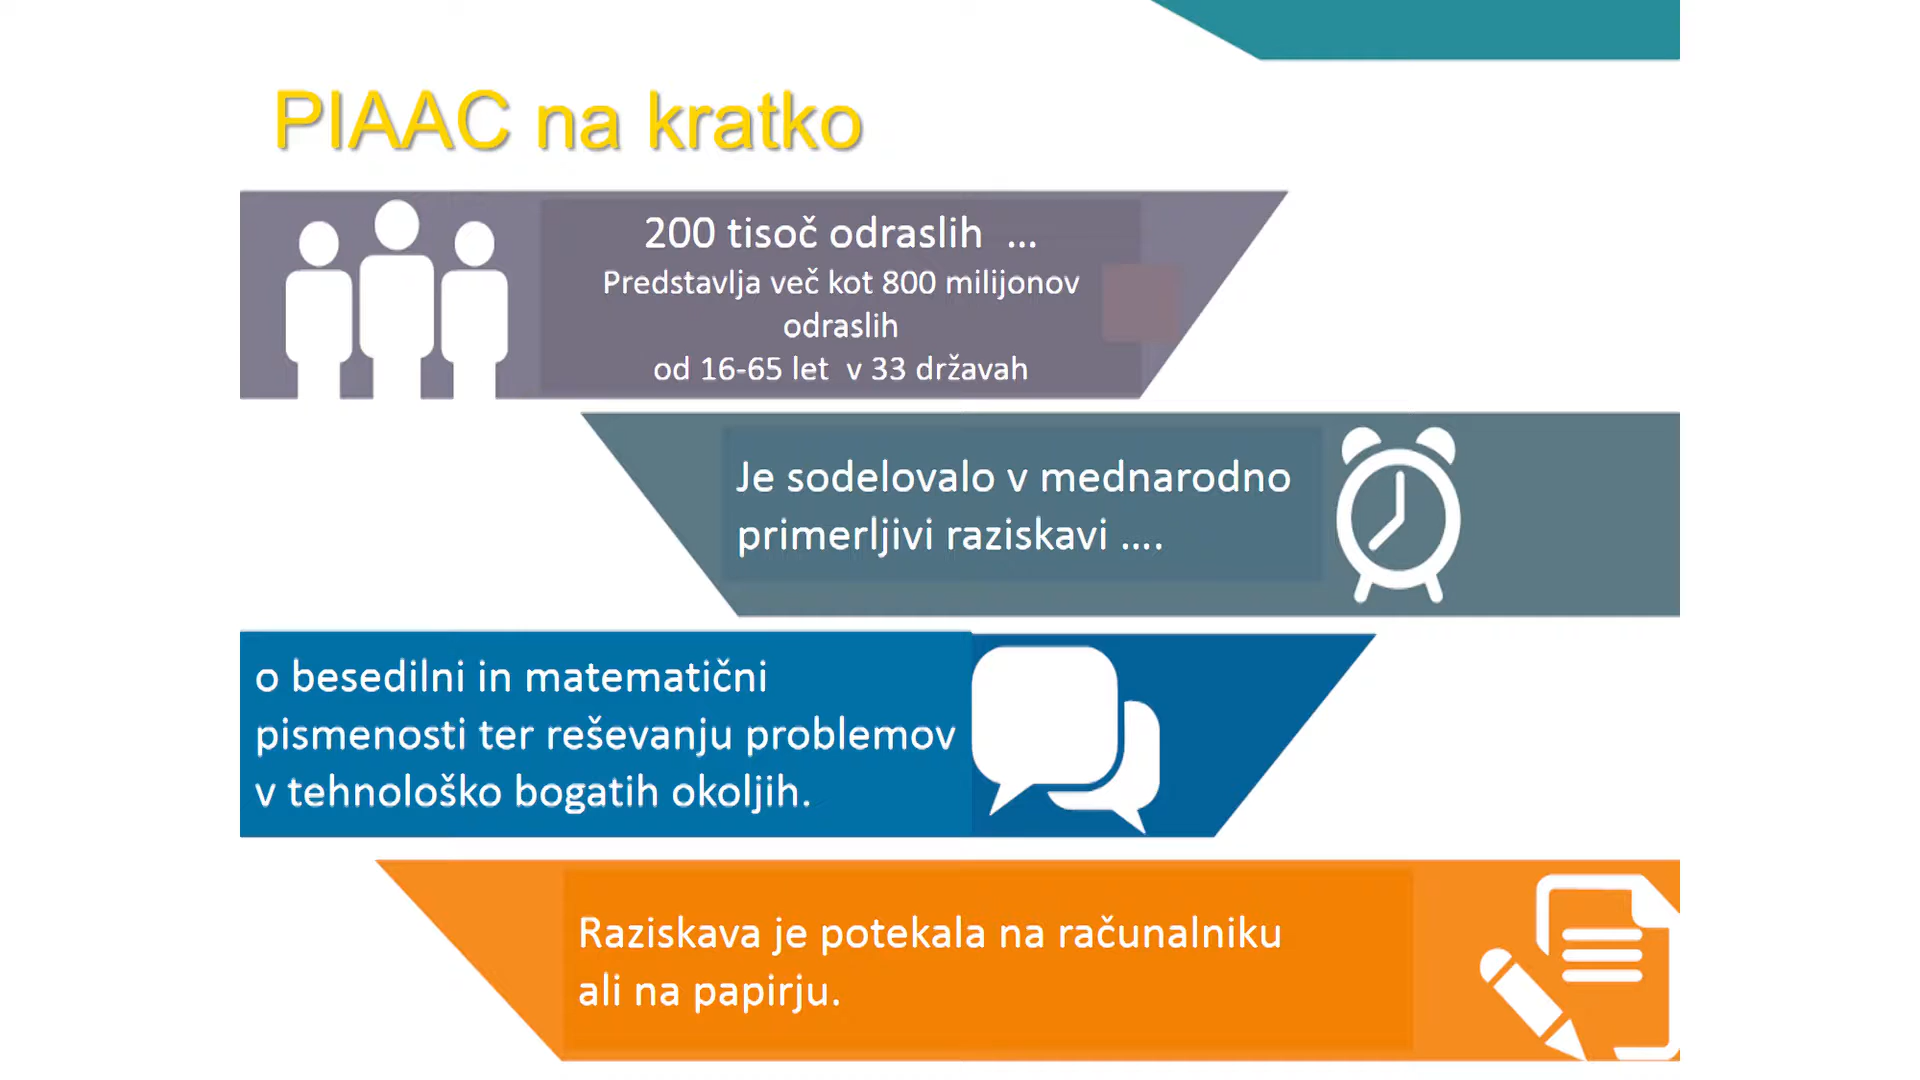 PIAAC na kratko
200 tisoč odraslih ...
Predstavlja več kot 800 milijonov
odraslih
od 16-65 let v 33 državah
Je sodelovalo v mednarodno
primerljivi raziskavi ....
o besedilni in matematični
pismenosti ter reševanju problemov
v tehnološko bogatih okoljih.
Raziskava je potekala na računalniku
ali na papirju.